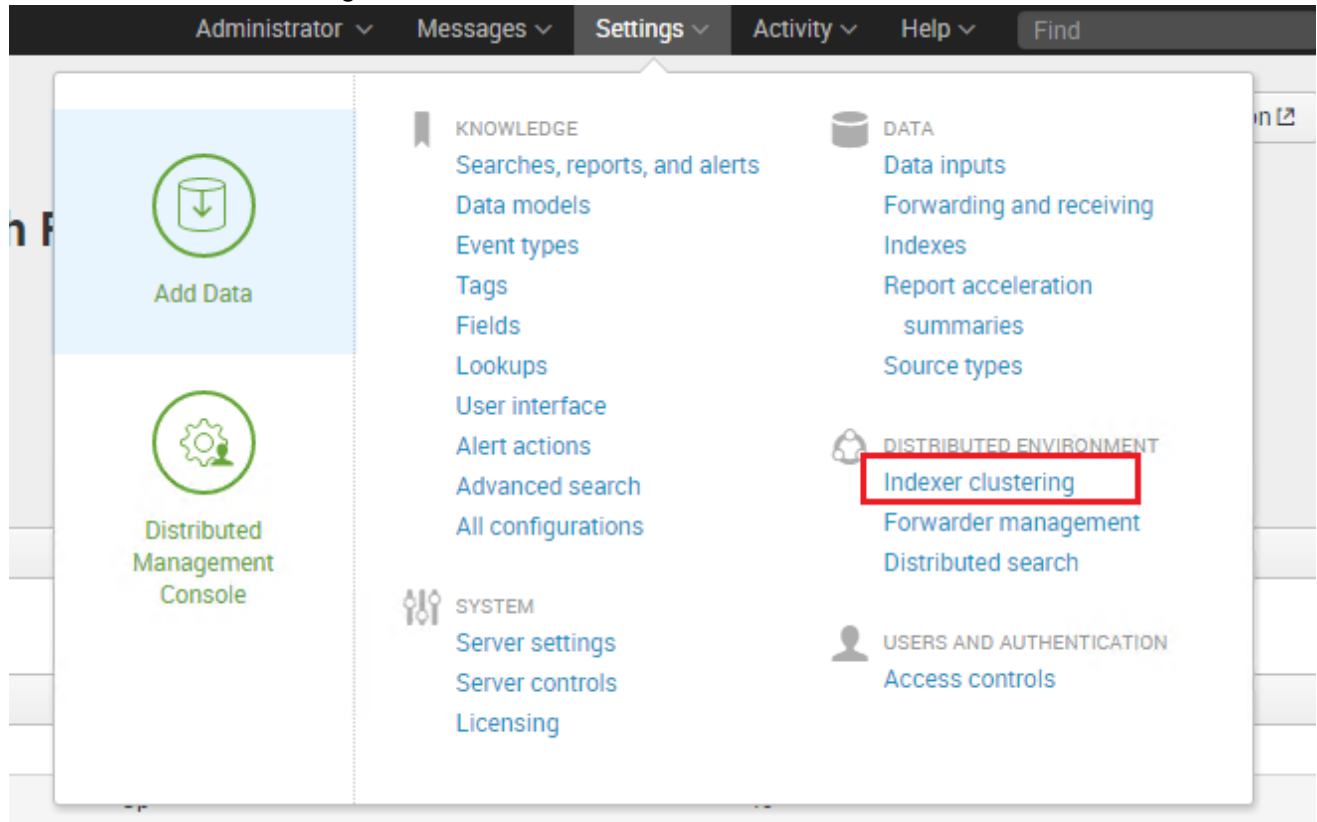 Administrator Messages Settings Activity Help Find
Add Data
Distributed
Management
Console
KNOWLEDGE
Searches, reports, and alerts
Data models
Event types
Tags
Fields
Lookups
User interface
Alert actions
Advanced search
All configurations
SYSTEM
Server settings
Server controls
Licensing
DATA
Data inputs
Forwarding and receiving
Indexes
Report acceleration
summaries
Source types
DISTRIBUTED ENVIRONMENT
Indexer clustering
Forwarder management
Distributed search
USERS AND AUTHENTICATION
Access controls